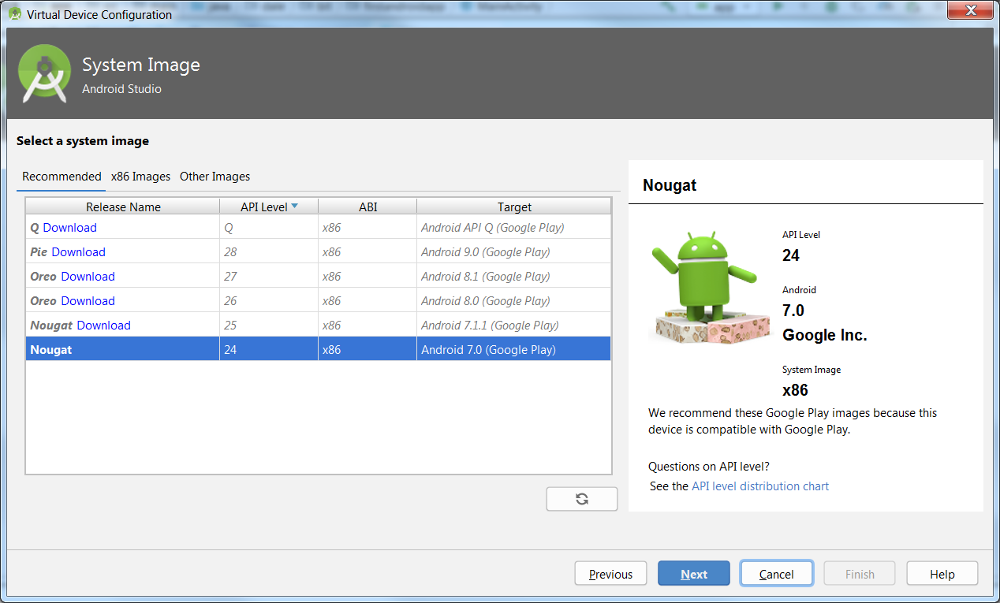 Virtual Device Configuration
System Image
Android Studio
Select a system image
Recommended x86 Images Other Images
Release Name API Level ABI Target
Q Download Q x86 Android API Q (Google Play)
Pie Download 28 x86 Android 9.0 (Google Play)
Oreo Download 27 x86 Android 8.1 (Google Play)
Oreo Download 26 x86 Android 8.0 (Google Play)
Nougat Download 25 x86 Android 7.1.1 (Google Play)
Nougat 24 x86 Android 7.0 (Google Play)
Nougat
API Level
24
Android
7.0
Google Inc.
System Image
x86
We recommend these Google Play images because this
device is compatible with Google Play.
Questions on API level?
See the API level distribution chart
Previous Next Cancel Finish Help